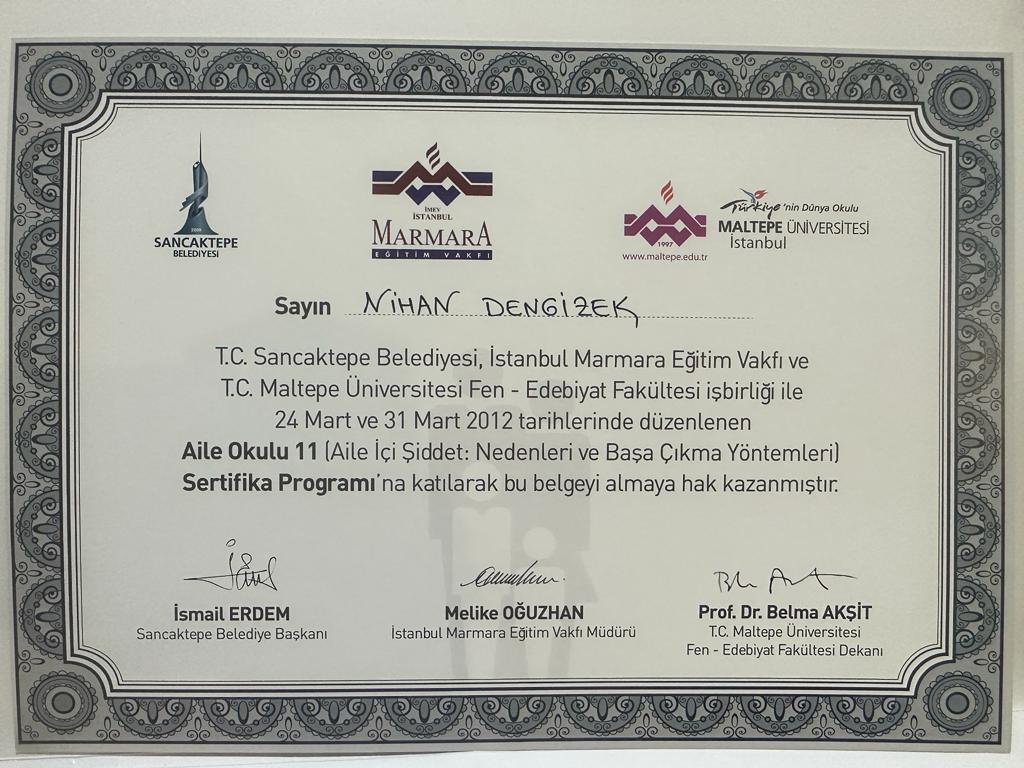 2009
SANCAKTEPE
BELEDİYESİ
İMEV
İSTANBUL
MARMARA
EĞİTİM VAKFI
1997
www.maltepe.edu.tr
Türkiye'nin Dünya Okulu
MALTEPE ÜNİVERSİTESİ
İstanbul
Sayın NİHAN DENGİZEK
T.C. Sancaktepe Belediyesi, İstanbul Marmara Eğitim Vakfı ve
T.C. Maltepe Üniversitesi Fen - Edebiyat Fakültesi işbirliği ile
24 Mart ve 31 Mart 2012 tarihlerinde düzenlenen
Aile Okulu 11 (Aile İçi Şiddet: Nedenleri ve Başa Çıkma Yöntemleri)
Sertifika Programı'na katılarak bu belgeyi almaya hak kazanmıştır.
İsmail ERDEM
Sancaktepe Belediye Başkanı
Melike OĞUZHAN
İstanbul Marmara Eğitim Vakfı Müdürü
Prof. Dr. Belma AKŞİT
T.C. Maltepe Üniversitesi
Fen - Edebiyat Fakültesi Dekanı